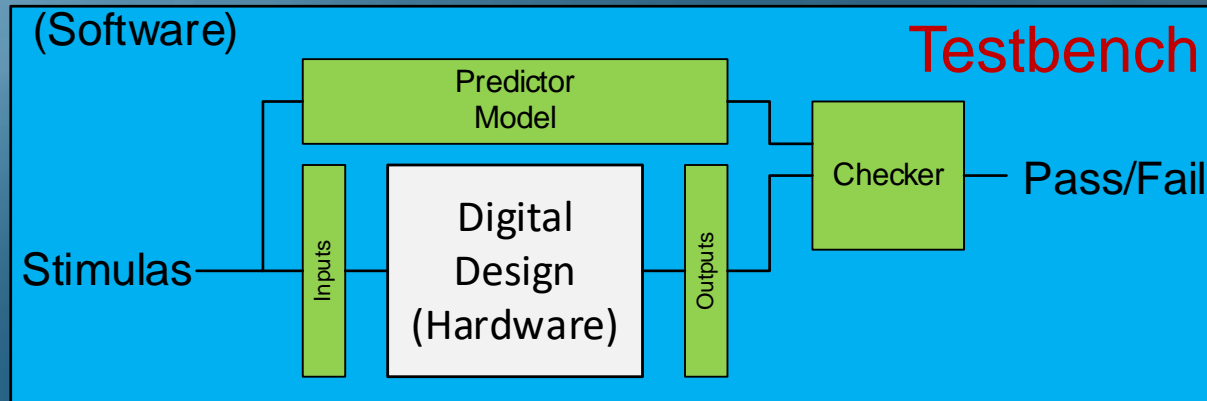 (Software)
Testbench
Predictor
Model
Checker
Pass/Fail
Stimulas
Inputs
Digital
Design
(Hardware)
Outputs